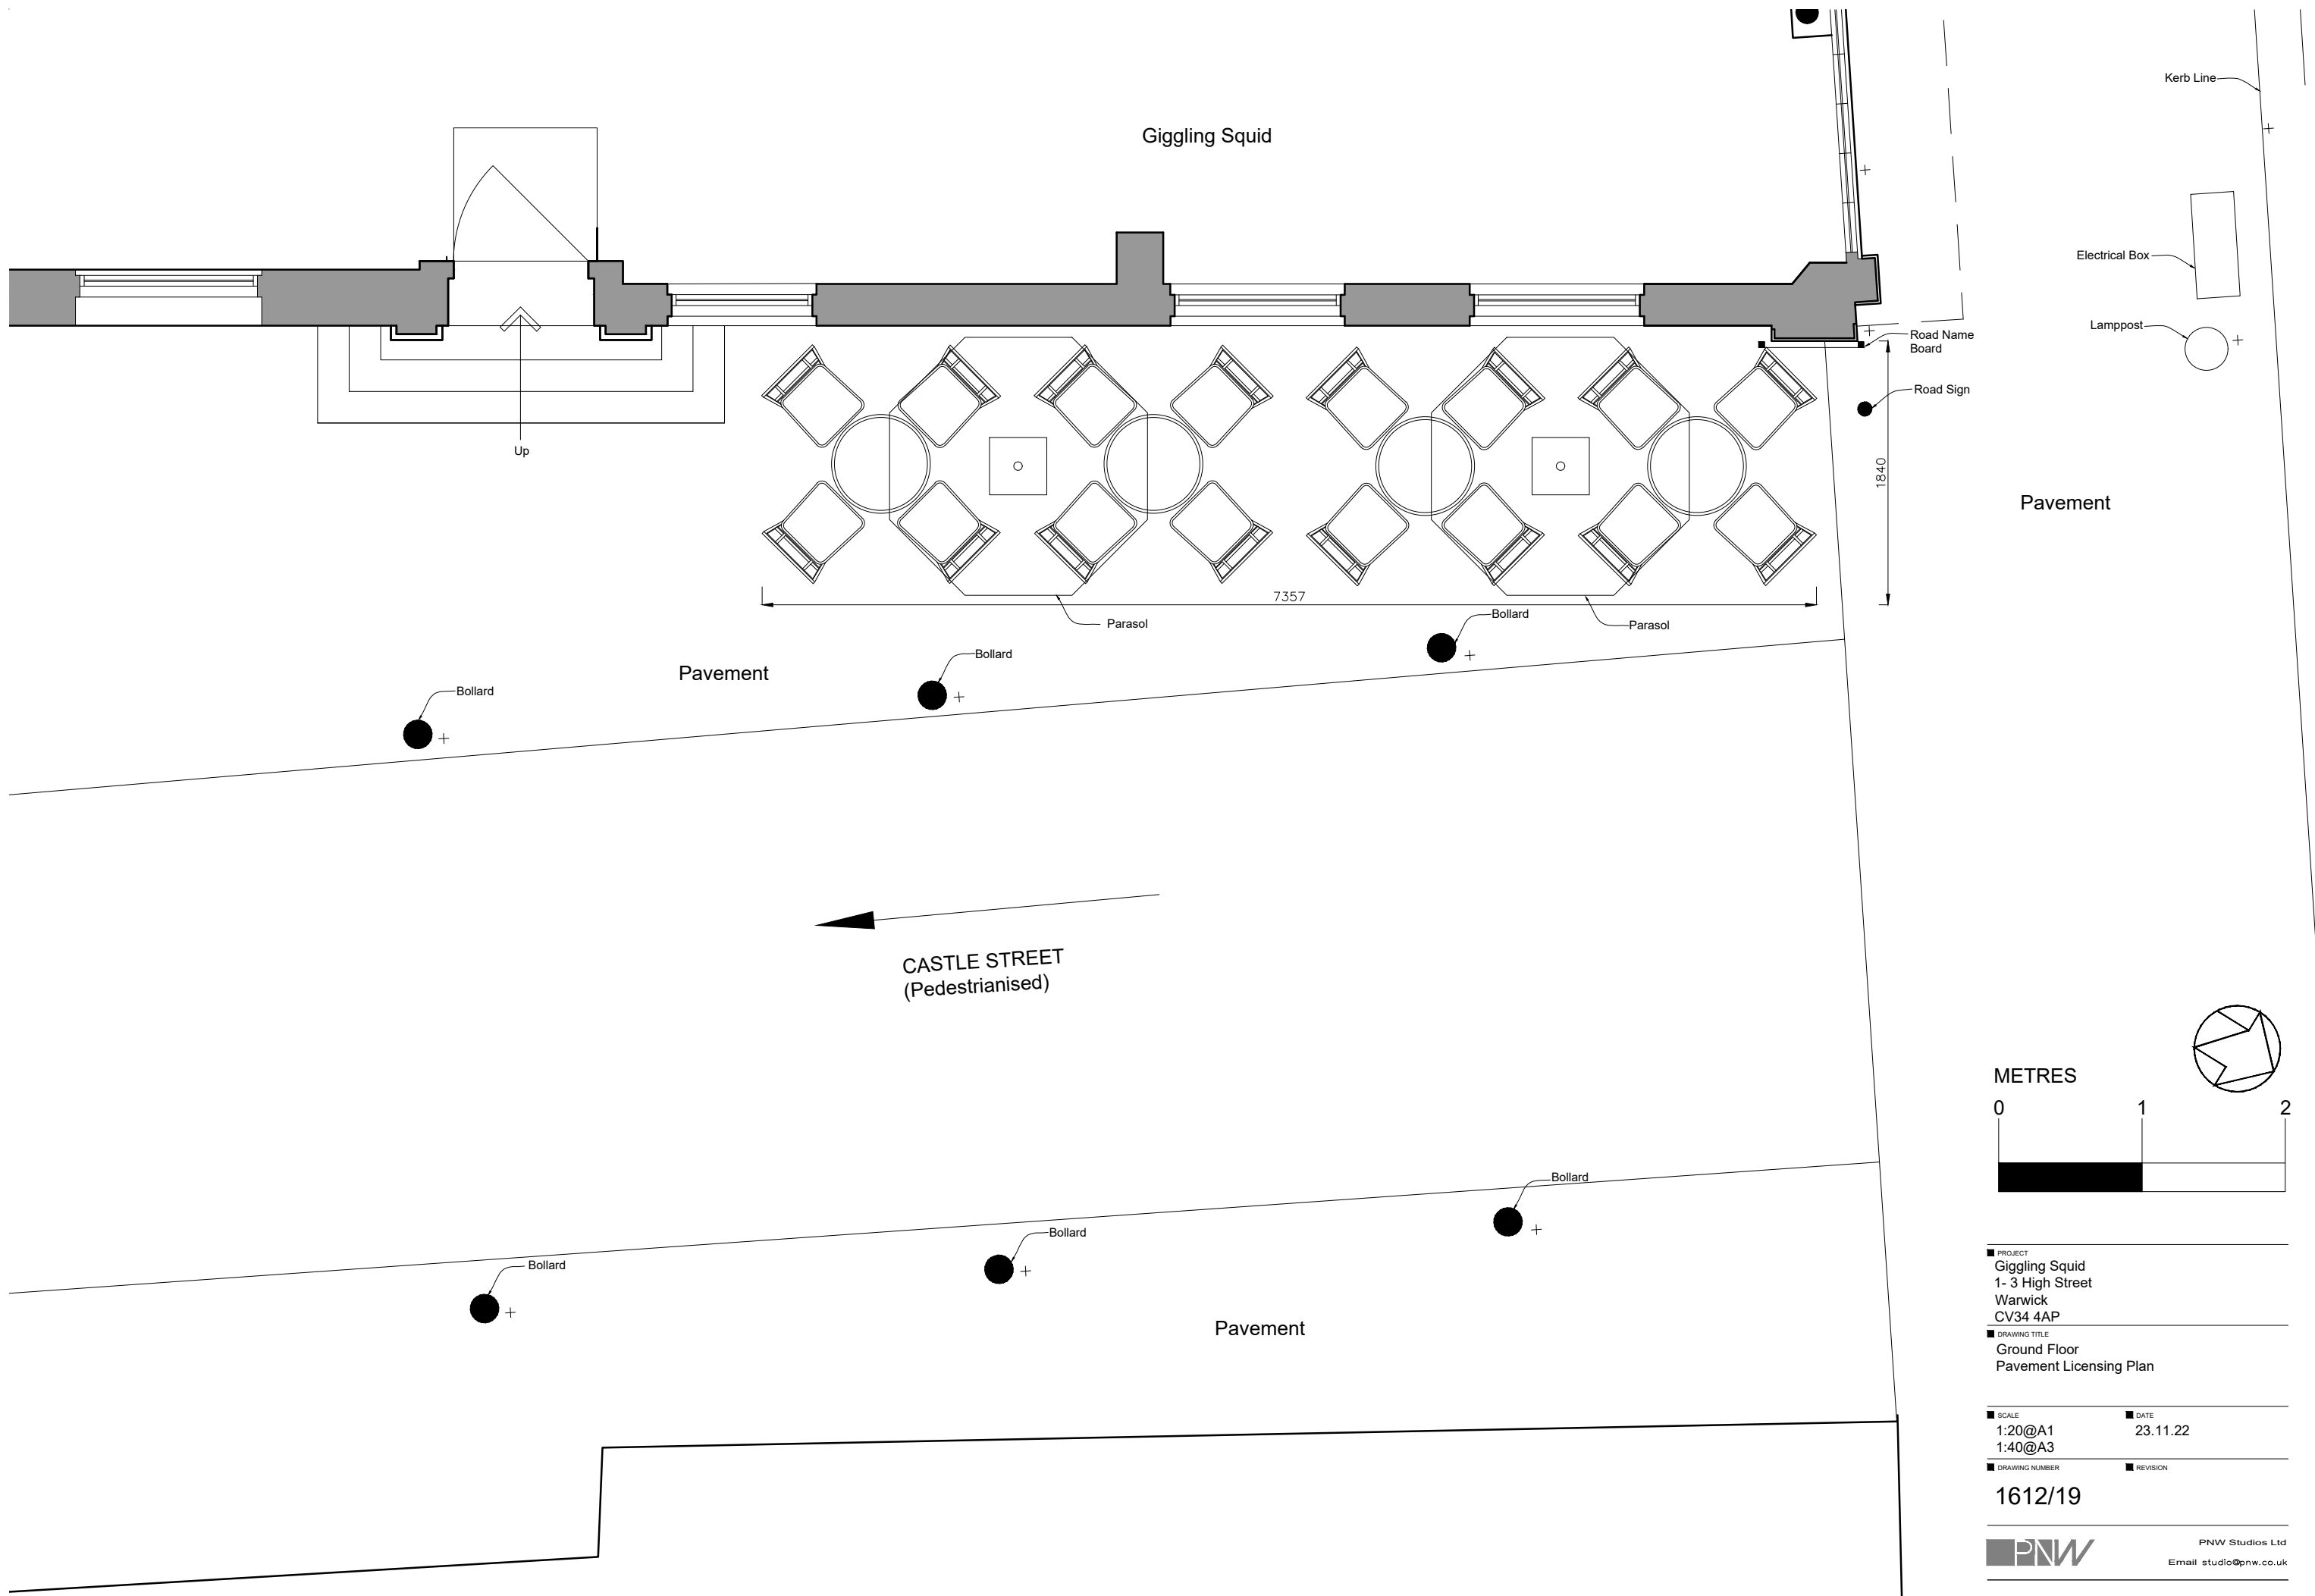 Kerb Line
Giggling Squid
Electrical Box
Lamppost
Road Name
Board
Road Sign
Up
1840
Pavement
7357
Bollard
Parasol
Parasol
Bollard
Pavement
Bollard
CASTLE STREET
(Pedestrianised)
METRES
0 1 2
Bollard
Bollard
Bollard
Pavement
PROJECT
Giggling Squid
1- 3 High Street
Warwick
CV34 4AP
DRAWING TITLE
Ground Floor
Pavement Licensing Plan
SCALE DATE
1:20@A1 23.11.22
1:40@A3
DRAWING NUMBER REVISION
1612/19
PNW
PNW Studios Ltd
Email studio@pnw.co.uk